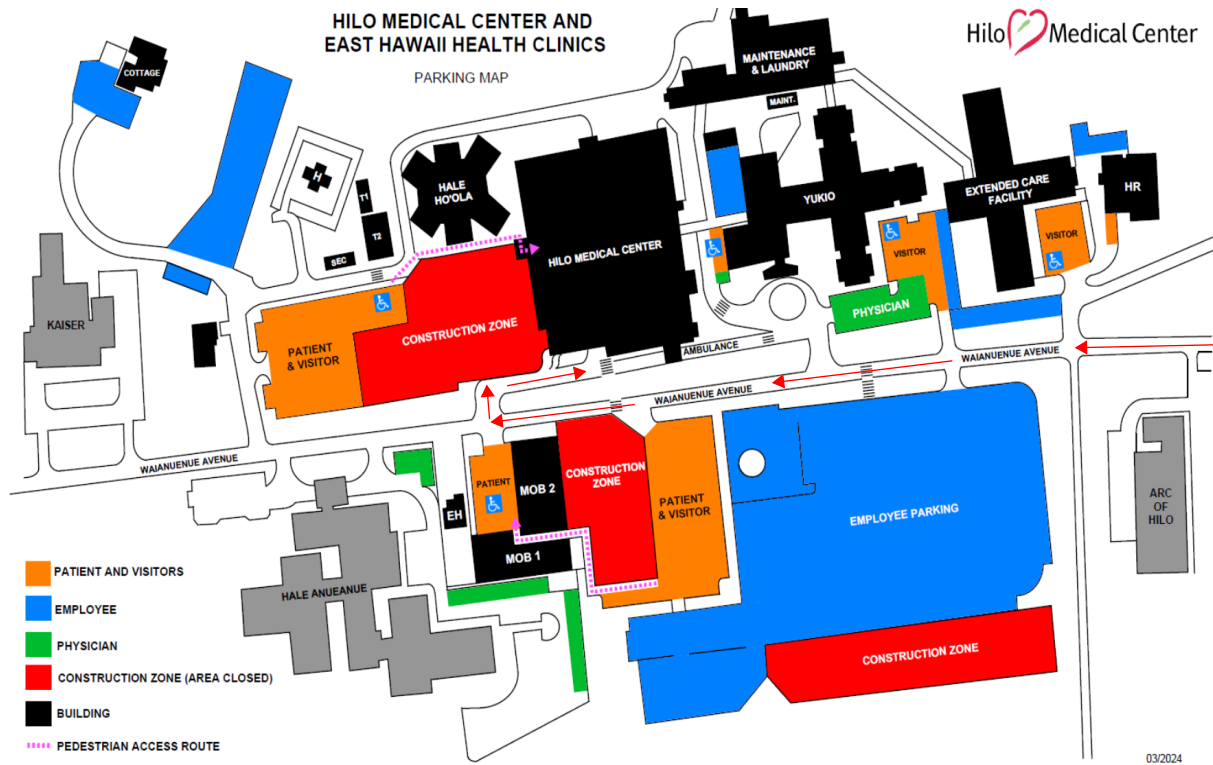 HILO MEDICAL CENTER AND
EAST HAWAII HEALTH CLINICS
PARKING MAP
Hilo Medical Center
COTTAGE
MAINTENANCE
& LAUNDRY
MAINT.
H
T1
T2
SEC
HALE
HO'OLA
HILO MEDICAL CENTER
YUKIO
EXTENDED CARE
FACILITY
HR
VISITOR
VISITOR
PHYSICIAN
KAISER
PATIENT
& VISITOR
CONSTRUCTION ZONE
AMBULANCE
WAIANUENUE AVENUE
WAIANUENUE AVENUE
WAIANUENUE AVENUE
PATIENT
MOB 2
CONSTRUCTION
ZONE
PATIENT
& VISITOR
EMPLOYEE PARKING
ARC
OF
HILO
EH
MOB 1
HALE ANUEANUE
CONSTRUCTION ZONE
PATIENT AND VISITORS
EMPLOYEE
PHYSICIAN
CONSTRUCTION ZONE (AREA CLOSED)
BUILDING
PEDESTRIAN ACCESS ROUTE
03/2024